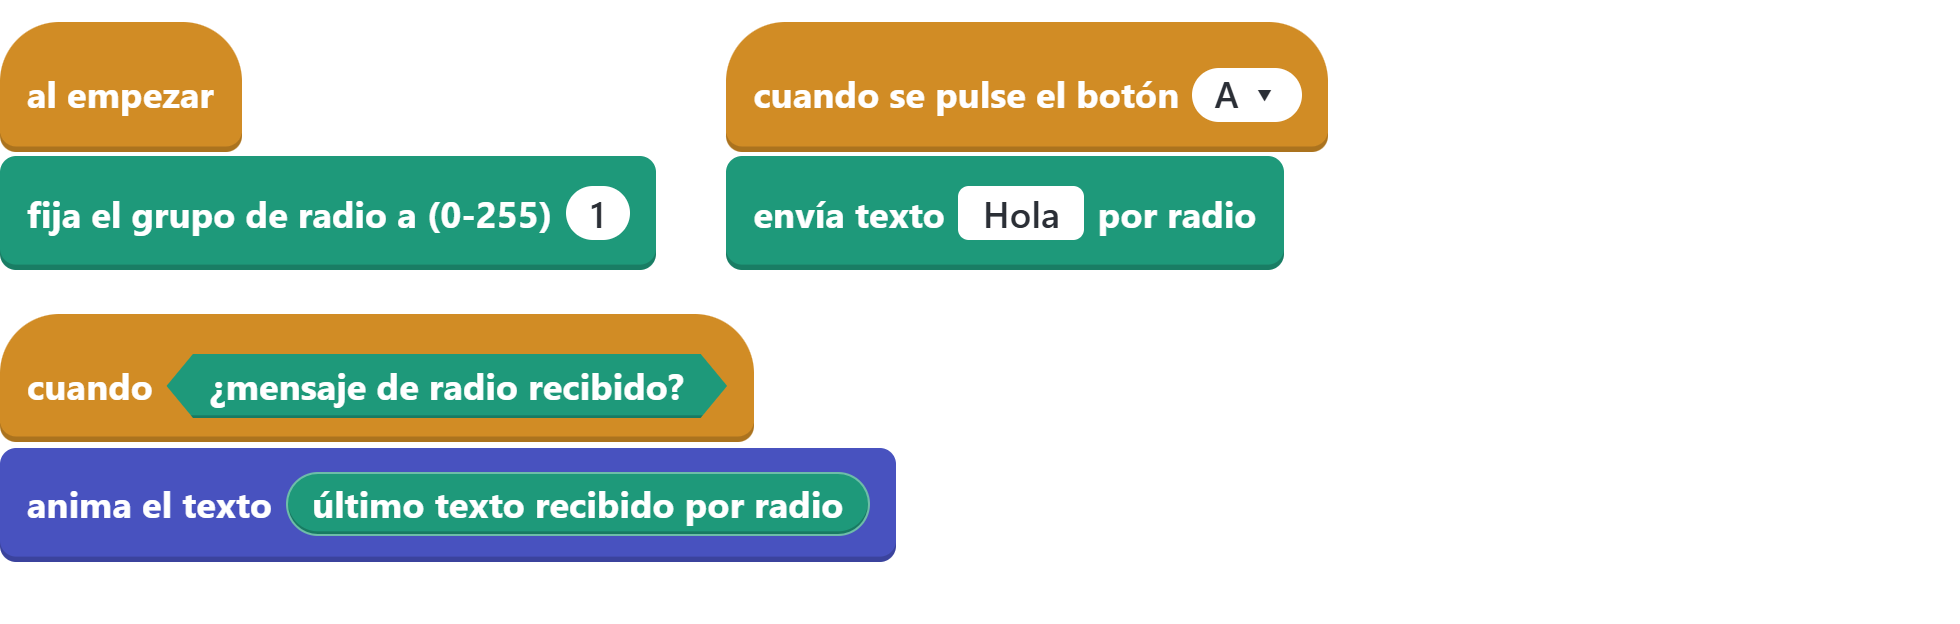 al empezar
cuando se pulse el botón A
fija el grupo de radio a (0-255) 1
envía texto Hola por radio
cuando ¿mensaje de radio recibido?
anima el texto último texto recibido por radio